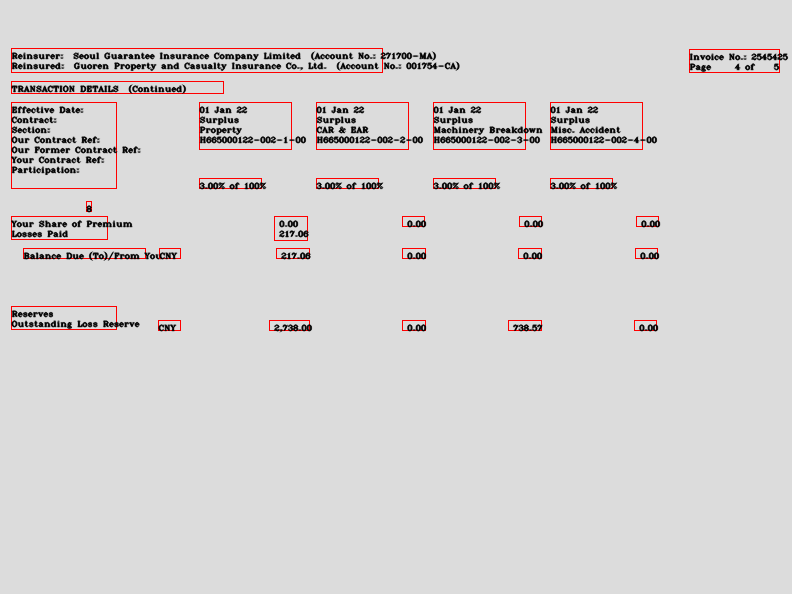 Reinsurer: Seoul Guarantee Insurance Company Limited (Account No.: 271700-MA)
Reinsured: Guoren Property and Casualty Insurance Co., Ltd. (Account No.: 001754-CA)
Invoice No.: 2545425
Page 4 of 5
TRANSACTION DETAILS (Continued)
Effective Date: 01 Jan 22 01 Jan 22 01 Jan 22 01 Jan 22
Contract: Surplus Surplus Surplus Surplus
Section: Property CAR & EAR Machinery Breakdown Misc. Accident
Our Contract Ref: H665000122-002-1-00 H665000122-002-2-00 H665000122-002-3-00 H665000122-002-4-00
Our Former Contract Ref:
Your Contract Ref:
Participation:
3.00% of 100% 3.00% of 100% 3.00% of 100% 3.00% of 100%
Your Share of Premium 0.00 0.00 0.00 0.00
Losses Paid 217.06
Balance Due (To)/From You CNY 217.06 0.00 0.00 0.00
Reserves
Outstanding Loss Reserve CNY 2,738.00 0.00 738.57 0.00